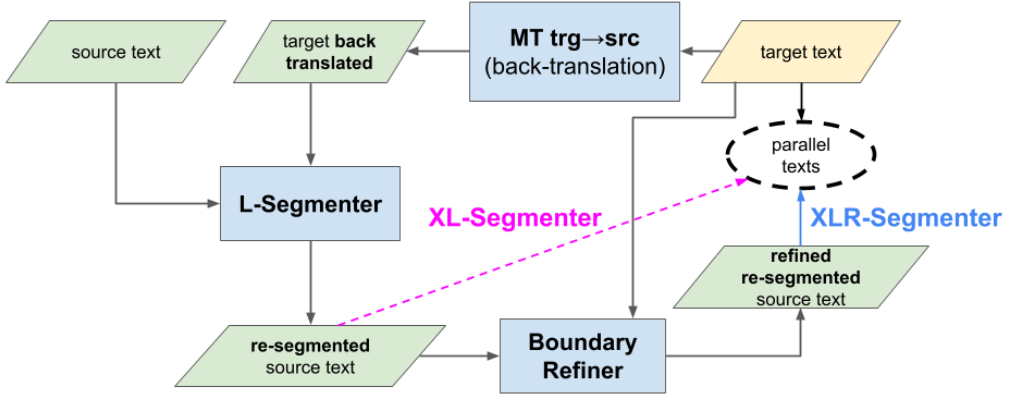 source text
target back
translated
MT trg→src
(back-translation)
target text
parallel
texts
L-Segmenter
XL-Segmenter
XLR-Segmenter
refined
re-segmented
source text
re-segmented
source text
Boundary
Refiner